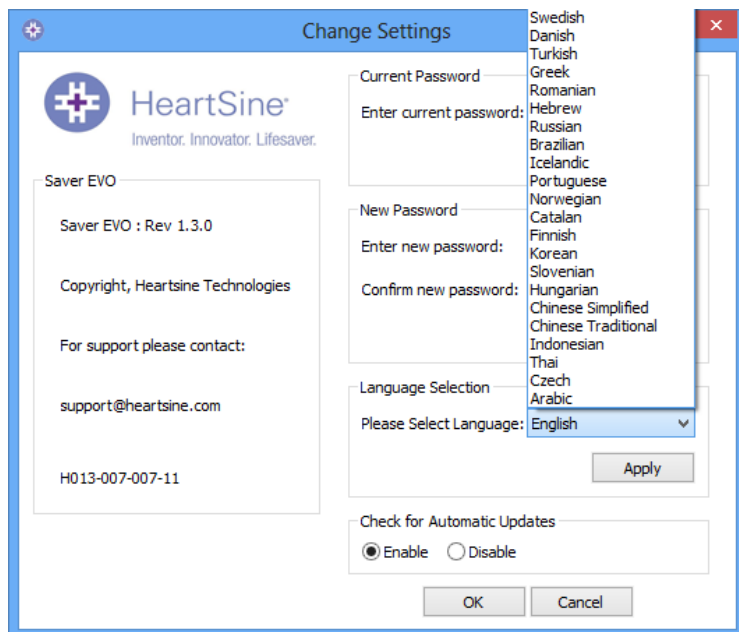 Change Settings
HeartSine
Inventor. Innovator. Lifesaver.
Saver EVO
Saver EVO : Rev 1.3.0
Copyright, Heartsine Technologies
For support please contact:
support@heartsine.com
H013-007-007-11
Current Password
Enter current password:
New Password
Enter new password:
Confirm new password:
Language Selection
Please Select Language:
English
Swedish
Danish
Turkish
Greek
Romanian
Hebrew
Russian
Brazilian
Icelandic
Portuguese
Norwegian
Catalan
Finnish
Korean
Slovenian
Hungarian
Chinese Simplified
Chinese Traditional
Indonesian
Thai
Czech
Arabic
Apply
Check for Automatic Updates
Enable
Disable
OK
Cancel